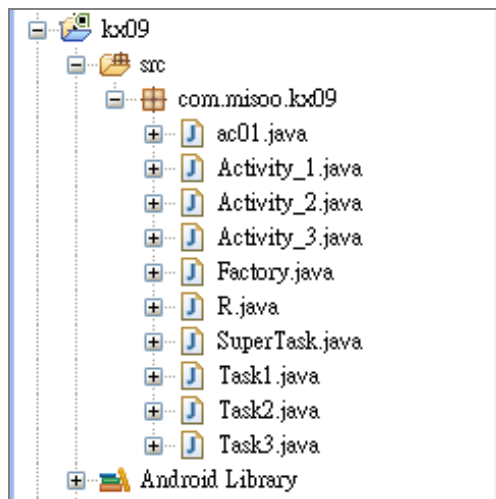 kx09
src
com.misoo.kx09
ac01.java
Activity_1.java
Activity_2.java
Activity_3.java
Factory.java
R.java
SuperTask.java
Task1.java
Task2.java
Task3.java
Android Library